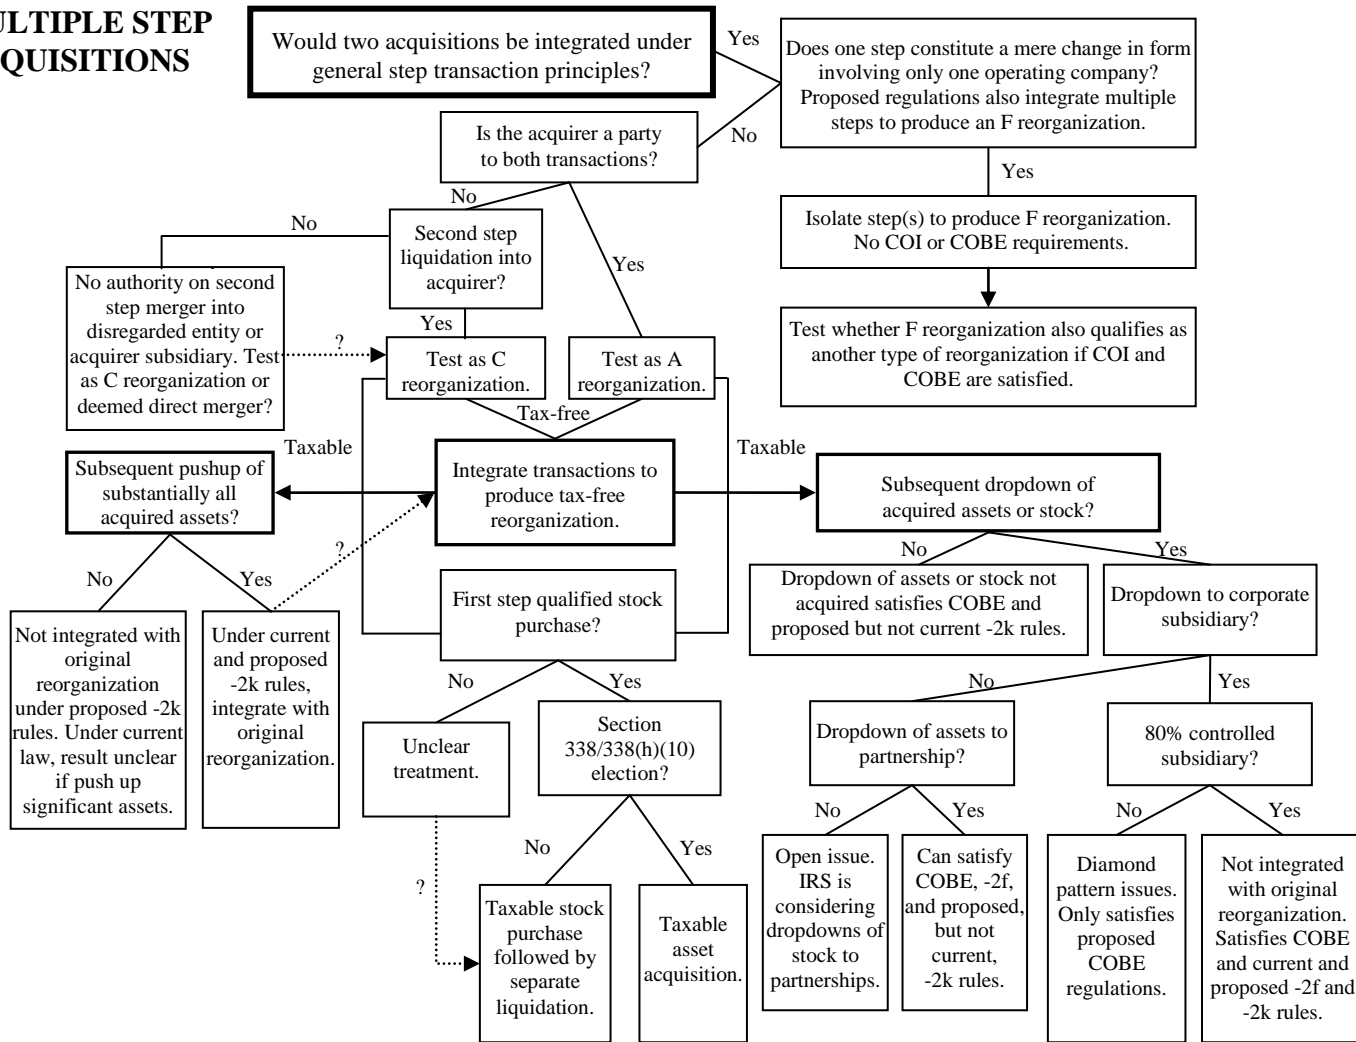 ULTIPLE STEP
QUISITIONS
Would two acquisitions be integrated under
general step transaction principles?
Yes
No
Does one step constitute a mere change in form
involving only one operating company?
Proposed regulations also integrate multiple
steps to produce an F reorganization.
Yes
Is the acquirer a party
to both transactions?
No
Yes
Isolate step(s) to produce F reorganization.
No COI or COBE requirements.
Second step
liquidation into
acquirer?
No
Yes
No authority on second
step merger into
disregarded entity or
acquirer subsidiary. Test
as C reorganization or
deemed direct merger?
?
Test as C
reorganization.
Test as A
reorganization.
Test whether F reorganization also qualifies as
another type of reorganization if COI and
COBE are satisfied.
Tax-free
Taxable
Taxable
Subsequent pushup of
substantially all
acquired assets?
Integrate transactions to
produce tax-free
reorganization.
Subsequent dropdown of
acquired assets or stock?
?
No
Yes
No
Yes
Not integrated with
original
reorganization
under proposed -2k
rules. Under current
law, result unclear
if push up
significant assets.
Under current
and proposed
-2k rules,
integrate with
original
reorganization.
First step qualified stock
purchase?
Dropdown of assets or stock not
acquired satisfies COBE and
proposed but not current -2k rules.
Dropdown to corporate
subsidiary?
No
Yes
No
Yes
Unclear
treatment.
Section
338/338(h)(10)
election?
Dropdown of assets to
partnership?
80% controlled
subsidiary?
No
Yes
No
Yes
No
Yes
?
Taxable stock
purchase
followed by
separate
liquidation.
Taxable
asset
acquisition.
Open issue.
IRS is
considering
dropdowns of
stock to
partnerships.
Can satisfy
COBE, -2f,
and proposed,
but not
current,
-2k rules.
Diamond
pattern issues.
Only satisfies
proposed
COBE
regulations.
Not integrated
with original
reorganization.
Satisfies COBE
and current and
proposed -2f and
-2k rules.